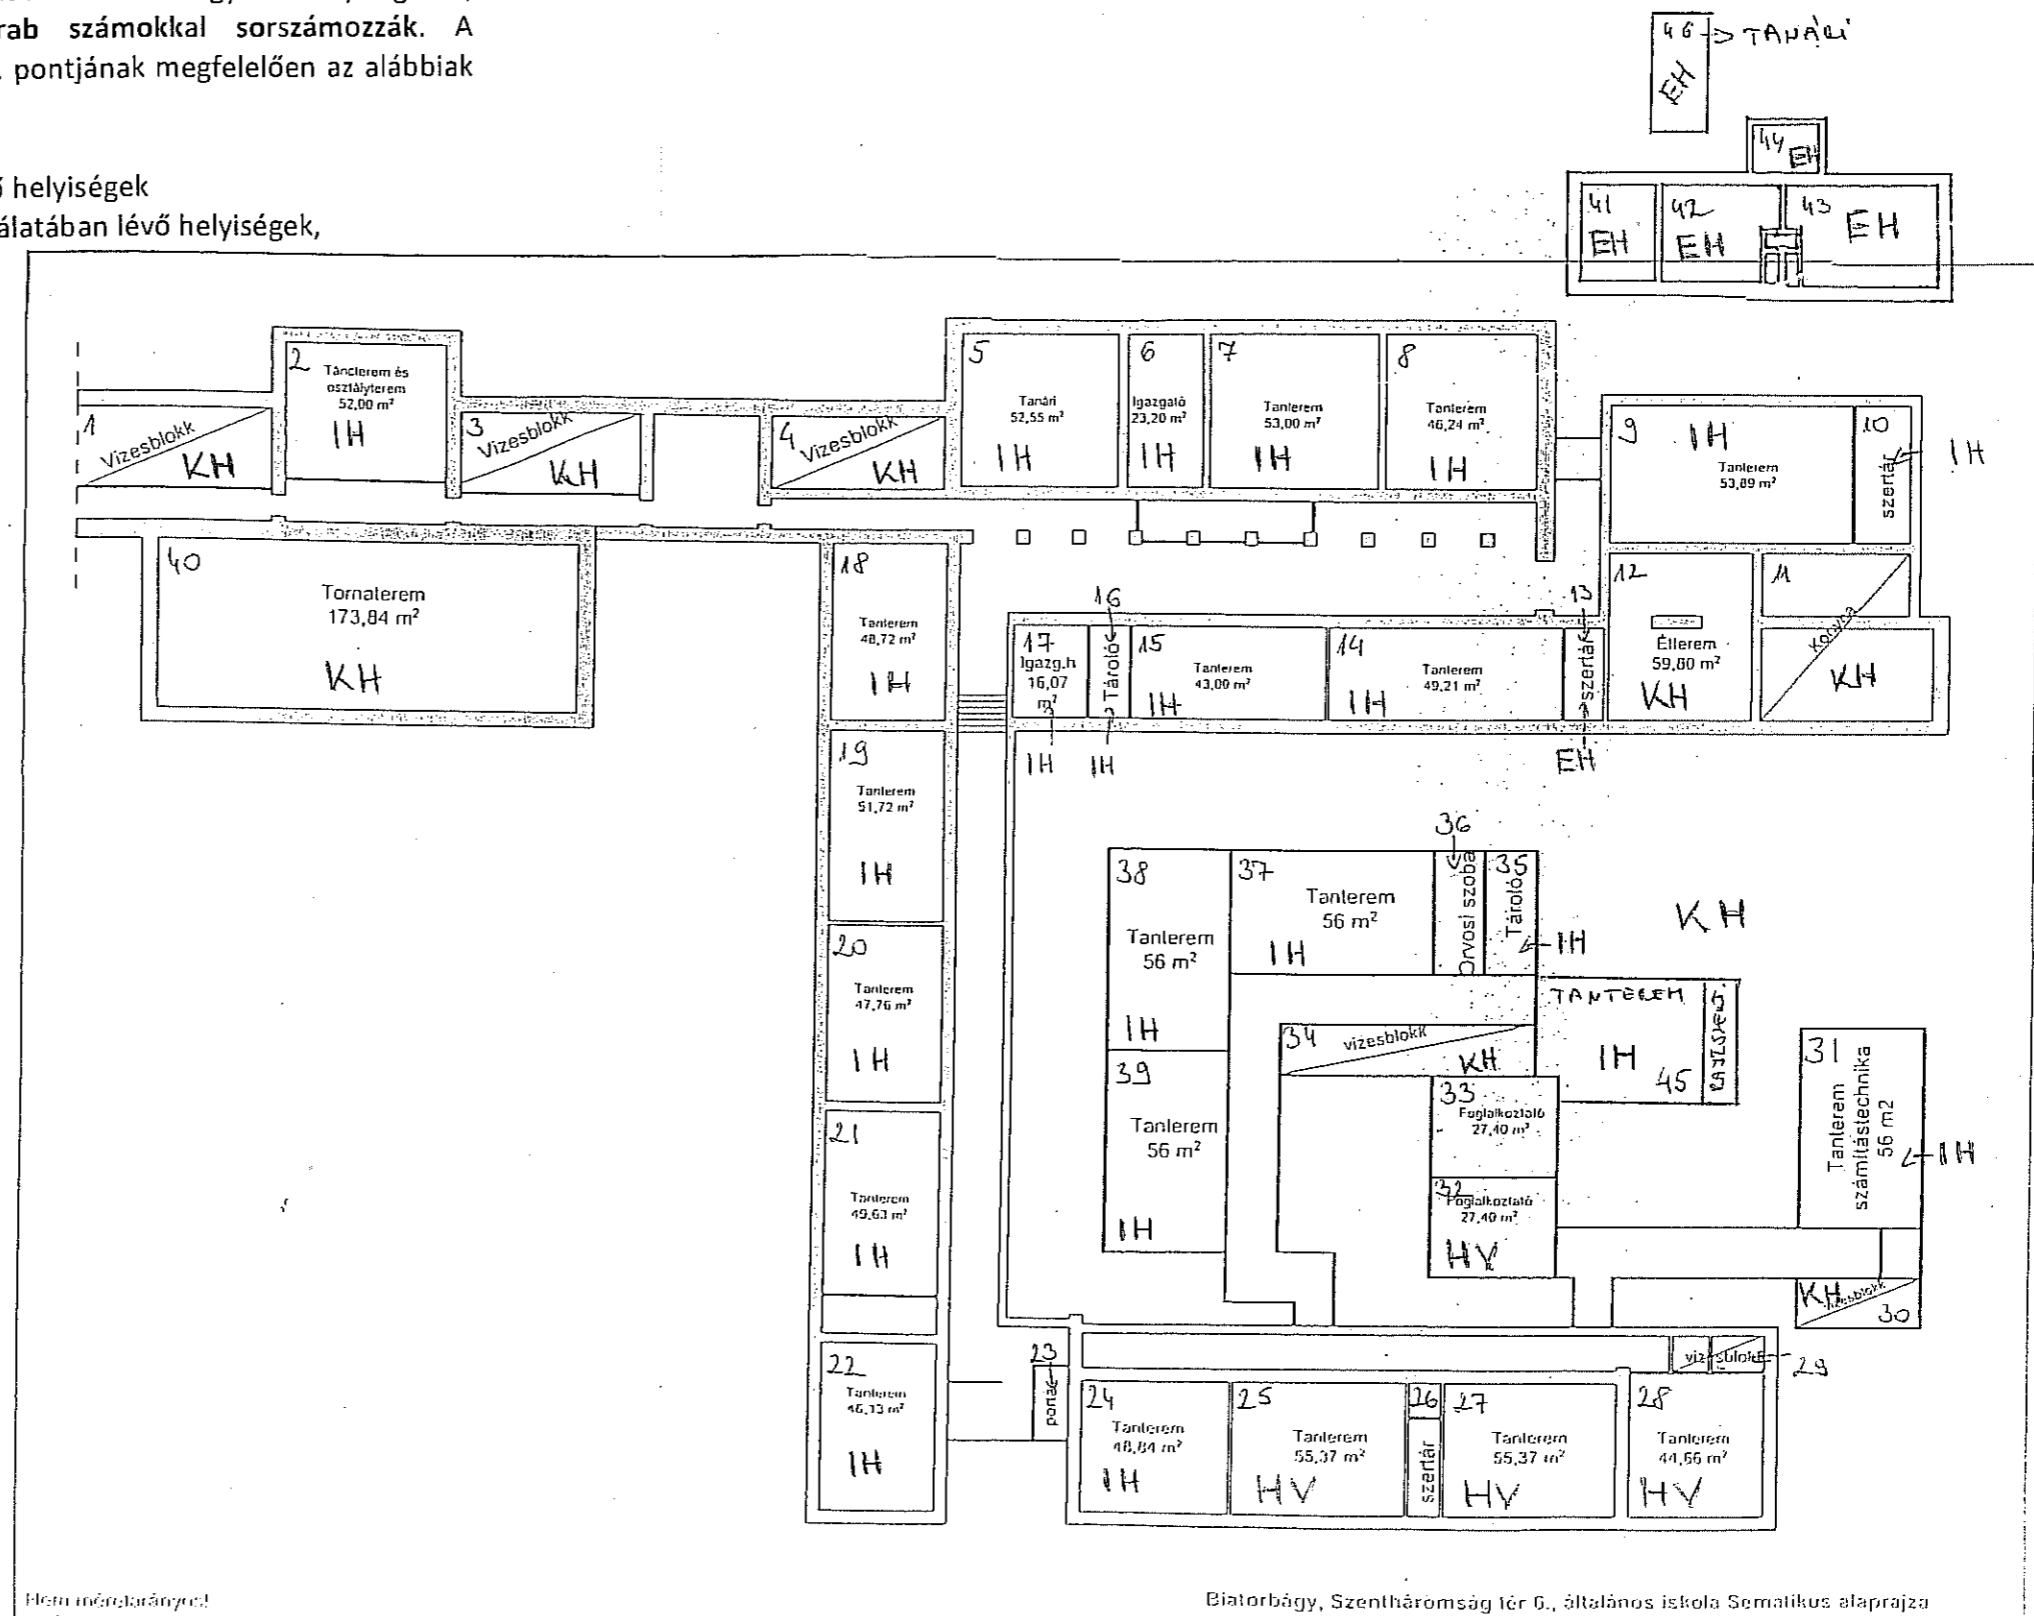 rab számokkal sorszámozzák. A
pontjának megfelelően az alábbiak
helyiségek
álatában lévő helyiségek,
46 → TANÁRI
EH
44 EH
41 EH
42 EH
43 EH
1 Vizesblokk KH
2 Táncterem és
osztályterem
52,00 m²
IH
3 Vizesblokk KH
4 Vizesblokk KH
5
Tanári
52,55 m²
IH
6
Igazgató
23,20 m²
IH
7
Tanterem
53,00 m²
IH
8
Tanterem
46,24 m²
IH
9 IH
Tanterem
53,89 m²
10
szertár
IH
40
Tornaterem
173,84 m²
KH
18
Tanterem
48,72 m²
IH
17
Igazg.h
16,07
m²
IH
16
Tároló
IH
15
Tanterem
43,00 m²
IH
14
Tanterem
49,21 m²
IH
13
szertár
EH
12
Étterem
59,80 m²
KH
11
Konyha
KH
19
Tanterem
51,72 m²
IH
20
Tanterem
47,76 m²
IH
21
Tanterem
49,63 m²
IH
22
Tanterem
46,13 m²
IH
38
Tanterem
56 m²
IH
37
Tanterem
56 m²
IH
36
Orvosi szoba
35
Tároló
IH
KH
39
Tanterem
56 m²
IH
34 vizesblokk
KH
TANTEREM
IH
45
33
Foglalkoztató
27,40 m²
32
Foglalkoztató
27,40 m²
HV
31
Tanterem
számítástechnika
56 m2
IH
KH vizesblokk
30
23
porta
24
Tanterem
48,84 m²
IH
25
Tanterem
55,37 m²
HV
26
szertár
27
Tanterem
55,37 m²
HV
28
Tanterem
44,66 m²
HV
vizesblokk
29
Nem méretarányos!
Biatorbágy, Szentháromság tér 6., általános iskola Sematikus alaprajza